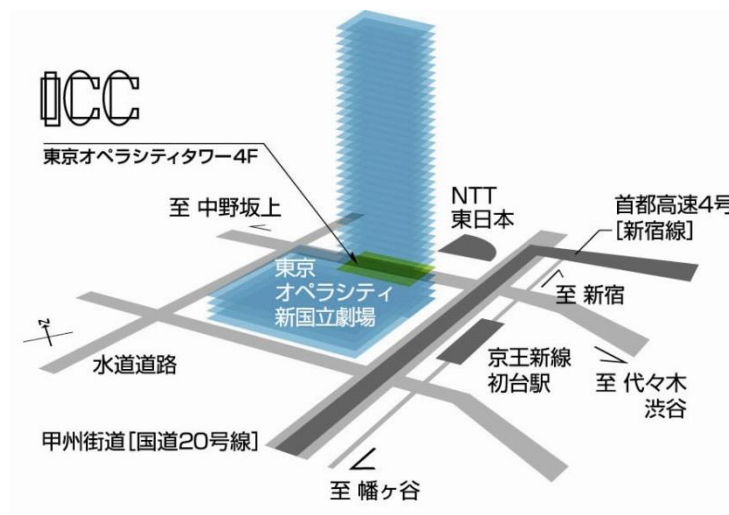 ICC
東京オペラシティタワー4F
至 中野坂上
NTT
東日本
首都高速4号
[新宿線]
東京
オペラシティ
新国立劇場
至 新宿
N
水道道路
京王新線
初台駅
至 代々木
渋谷
甲州街道[国道20号線]
至 幡ヶ谷